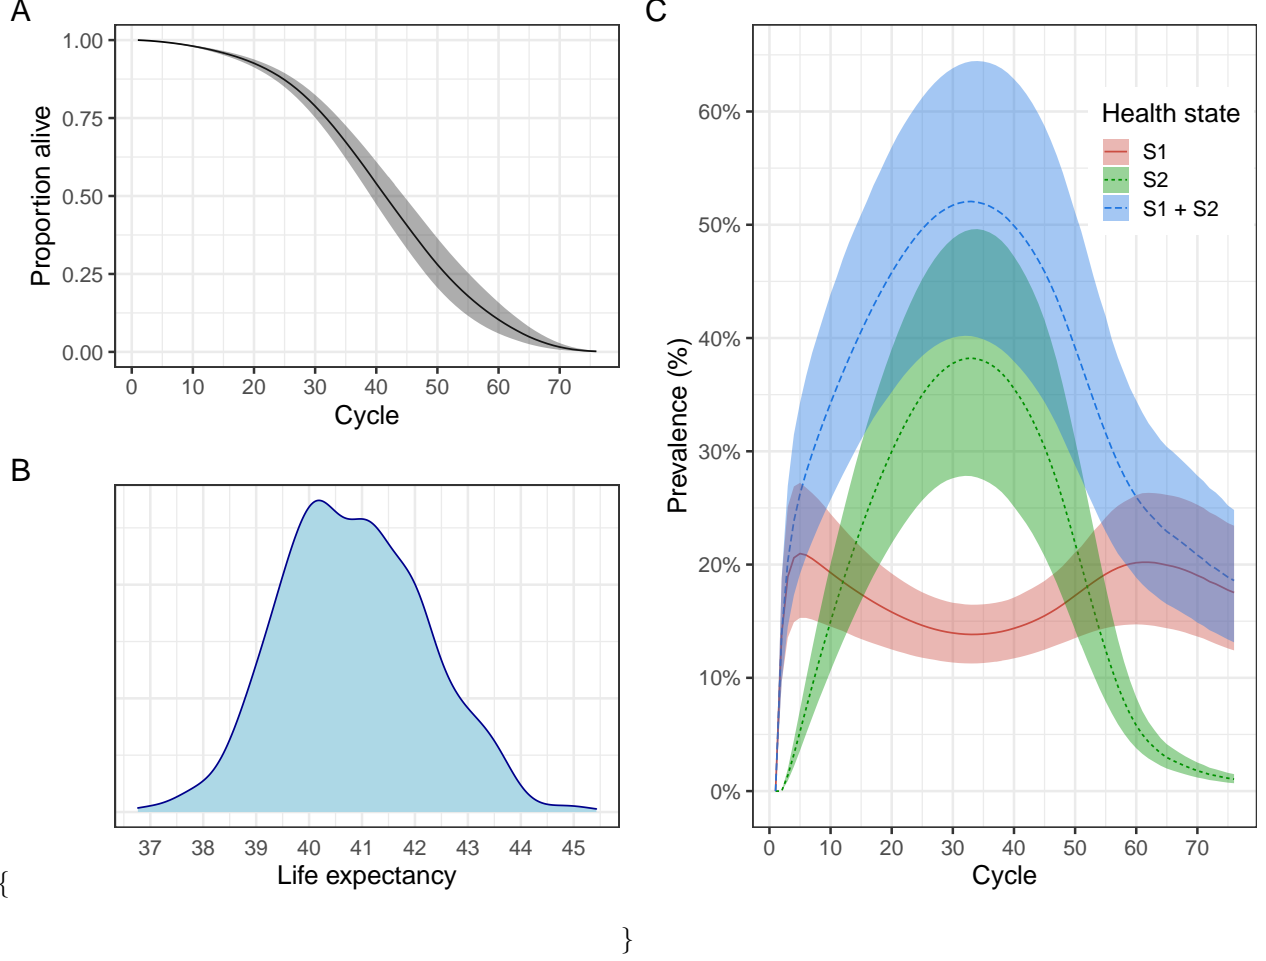 A
Proportion alive
1.00
0.75
0.50
0.25
0.00
0 10 20 30 40 50 60 70
Cycle
B
37 38 39 40 41 42 43 44 45
Life expectancy
C
Prevalence (%)
60%
50%
40%
30%
20%
10%
0%
0 10 20 30 40 50 60 70
Cycle
Health state
S1
S2
S1 + S2
{
}